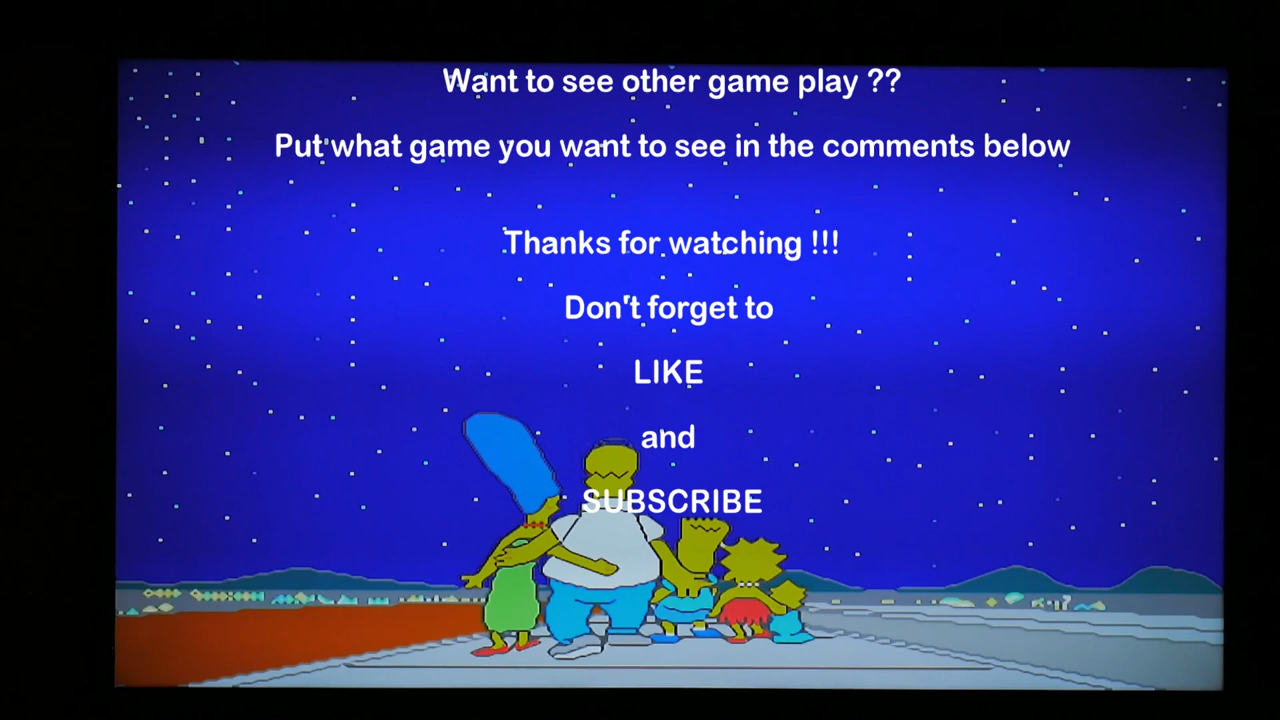 Want to see other game play ??
Put what game you want to see in the comments below
Thanks for watching !!!
Don't forget to
LIKE
and
SUBSCRIBE